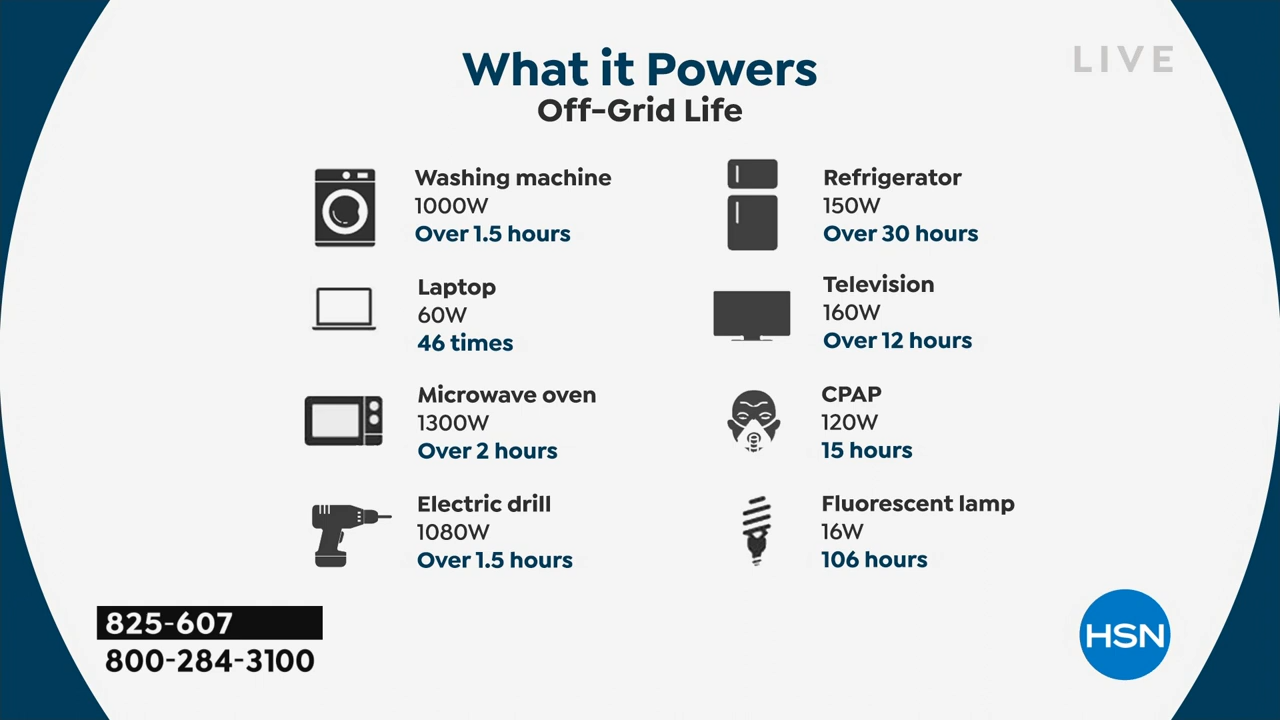 What it Powers
Off-Grid Life
LIVE
Washing machine
1000W
Over 1.5 hours
Refrigerator
150W
Over 30 hours
Laptop
60W
46 times
Television
160W
Over 12 hours
Microwave oven
1300W
Over 2 hours
CPAP
120W
15 hours
Electric drill
1080W
Over 1.5 hours
Fluorescent lamp
16W
106 hours
825-607
800-284-3100
HSN